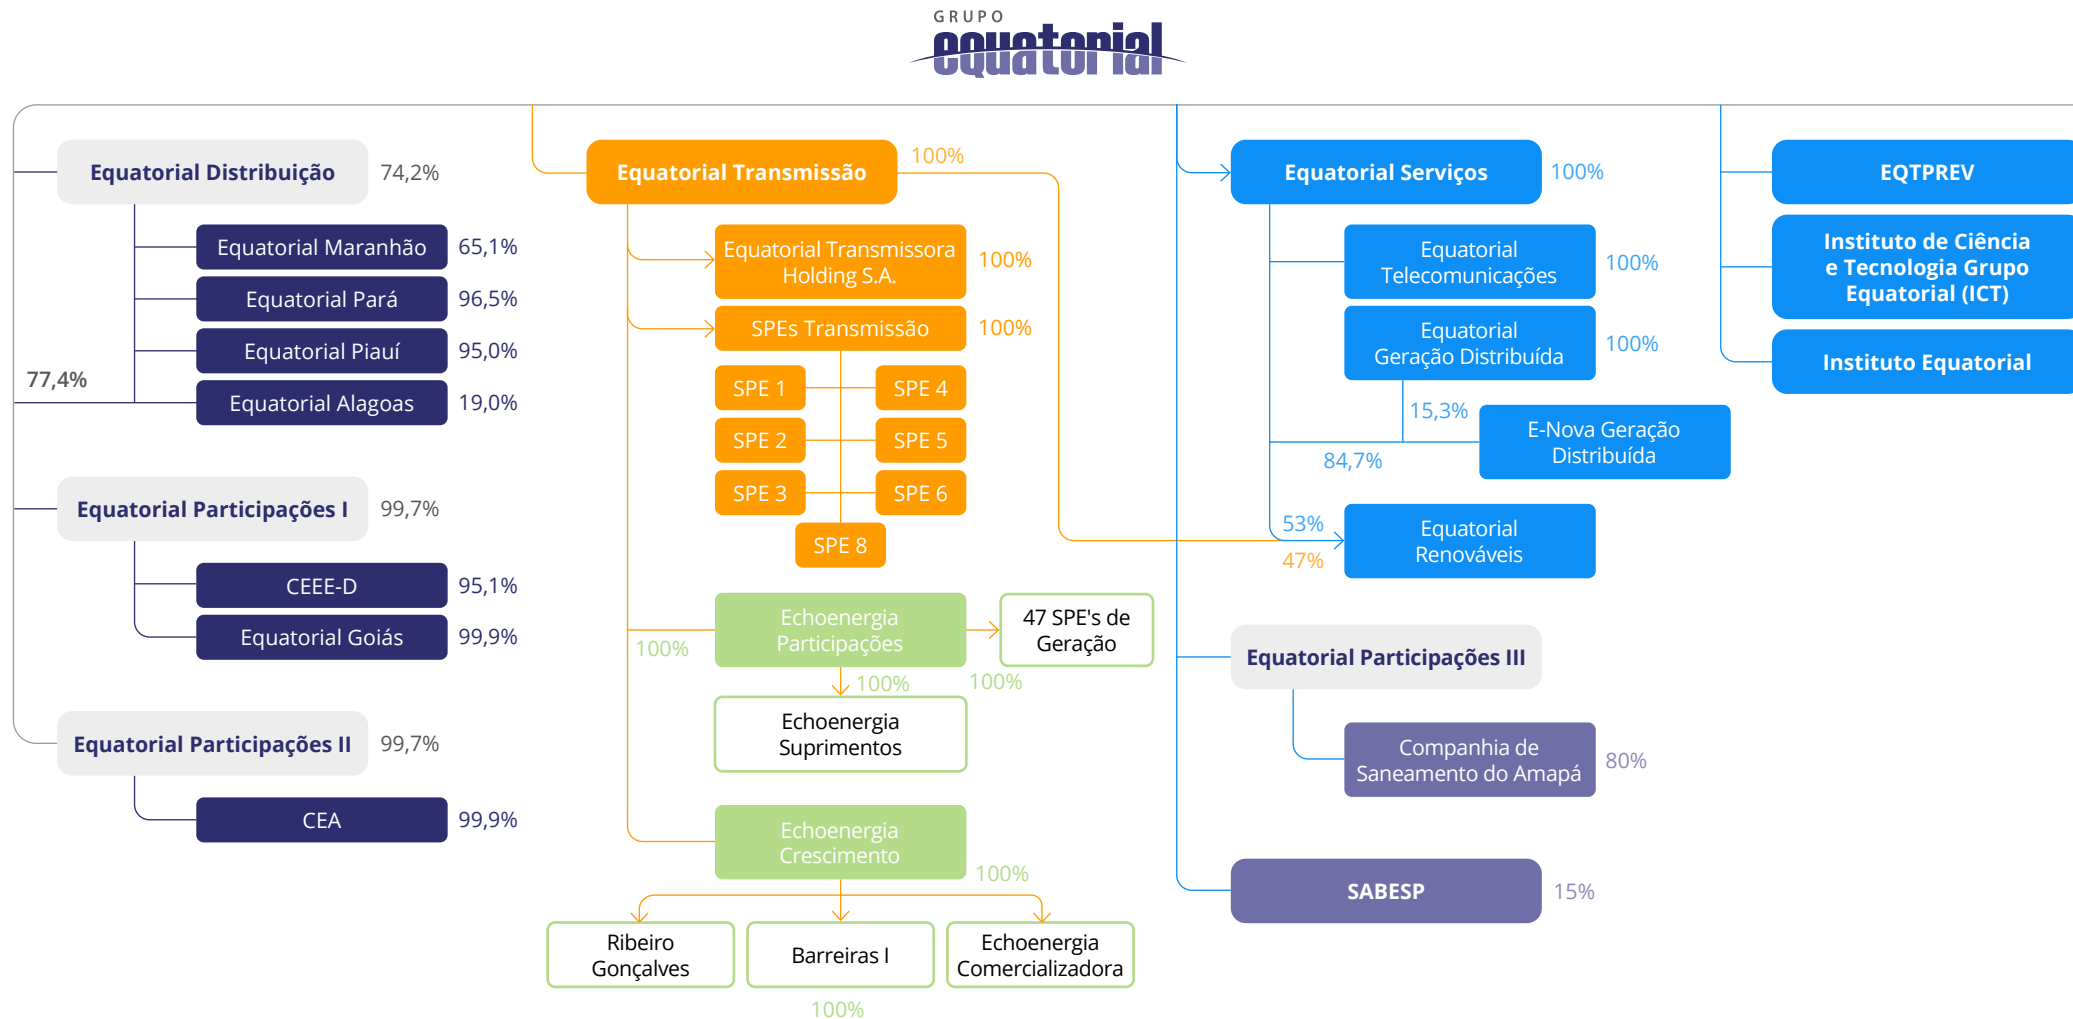 GRUPO
equatorial
Equatorial Distribuição
74,2%
Equatorial Maranhão
65,1%
Equatorial Pará
96,5%
Equatorial Piauí
95,0%
77,4%
Equatorial Alagoas
19,0%
Equatorial Participações I
99,7%
CEEE-D
95,1%
Equatorial Goiás
99,9%
Equatorial Participações II
99,7%
CEA
99,9%
Equatorial Transmissão
100%
Equatorial Transmissora
Holding S.A.
100%
SPEs Transmissão
100%
SPE 1
SPE 4
SPE 2
SPE 5
SPE 3
SPE 6
SPE 8
Echoenergia
Participações
100%
47 SPE's de
Geração
100%
100%
Echoenergia
Suprimentos
Echoenergia
Crescimento
100%
Ribeiro
Gonçalves
Barreiras I
Echoenergia
Comercializadora
100%
Equatorial Serviços
100%
Equatorial
Telecomunicações
100%
Equatorial
Geração Distribuída
100%
15,3%
E-Nova Geração
Distribuída
84,7%
53%
47%
Equatorial
Renováveis
Equatorial Participações III
Companhia de
Saneamento do Amapá
80%
SABESP
15%
EQTPREV
Instituto de Ciência
e Tecnologia Grupo
Equatorial (ICT)
Instituto Equatorial